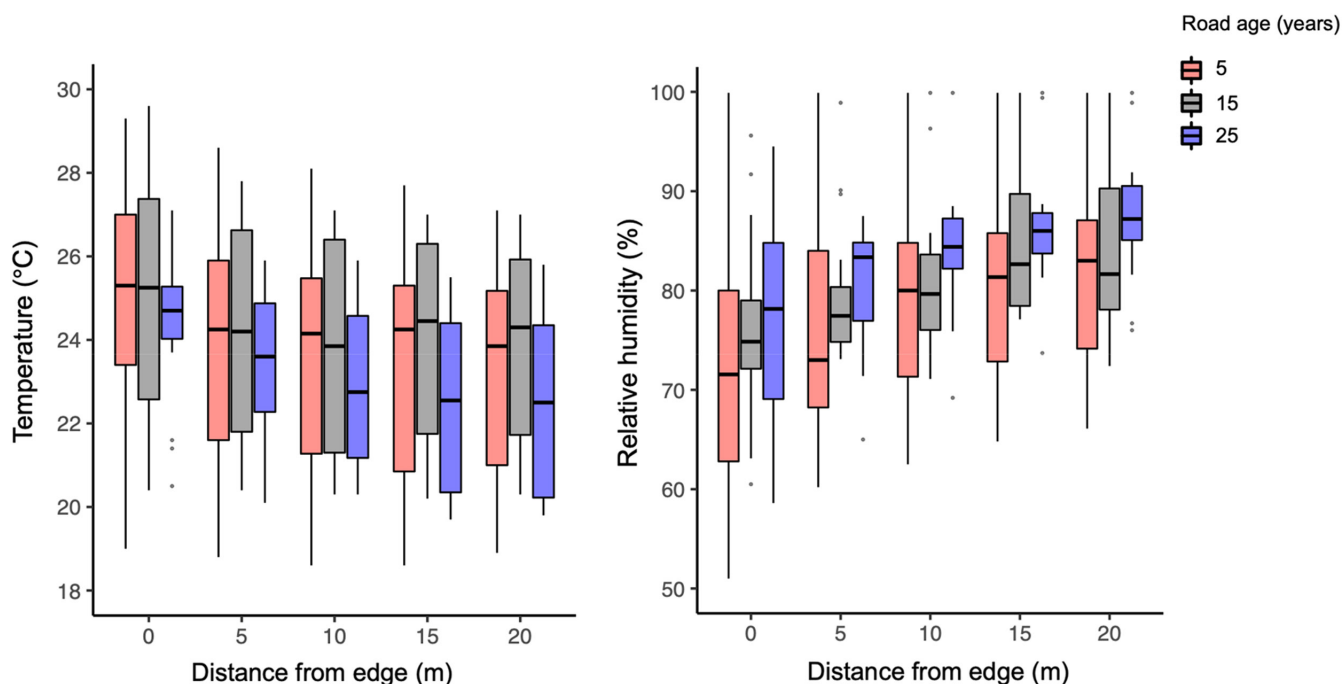 Road age (years)
5
15
25
Temperature (°C)
30
28
26
24
22
20
18
0 5 10 15 20
Distance from edge (m)
Relative humidity (%)
100
90
80
70
60
50
0 5 10 15 20
Distance from edge (m)